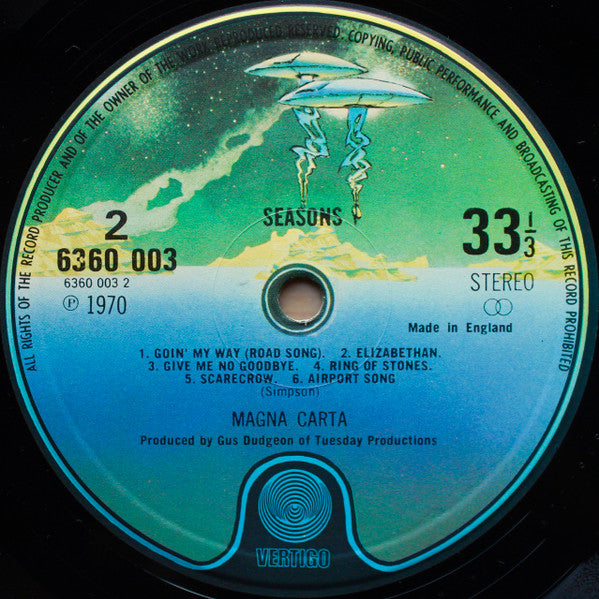 ALL RIGHTS OF THE RECORD PRODUCER AND OF THE OWNER OF THE WORK REPRODUCED RESERVED. COPYING, PUBLIC PERFORMANCE AND BROADCASTING OF THIS RECORD PROHIBITED
SEASONS
2
6360 003
6360 003 2
℗ 1970
33 1/3
STEREO
Made in England
1. GOIN' MY WAY (ROAD SONG). 2. ELIZABETHAN.
3. GIVE ME NO GOODBYE. 4. RING OF STONES.
5. SCARECROW. 6. AIRPORT SONG
(Simpson)
MAGNA CARTA
Produced by Gus Dudgeon of Tuesday Productions
VERTIGO